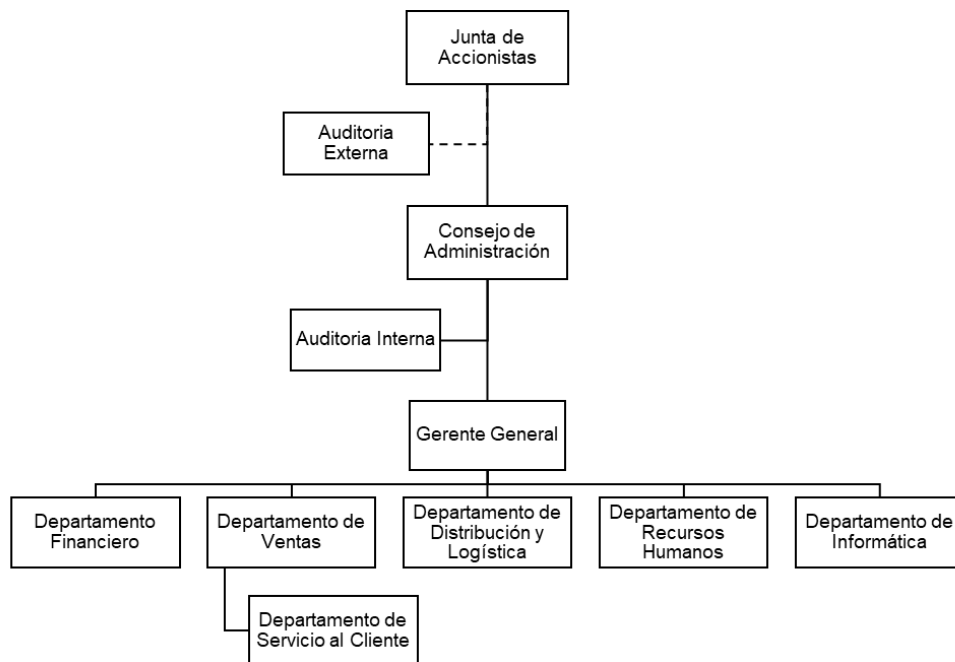 Junta de
Accionistas
Auditoria
Externa
Consejo de
Administración
Auditoria Interna
Gerente General
Departamento
Financiero
Departamento de
Ventas
Departamento de
Distribución y
Logística
Departamento de
Recursos
Humanos
Departamento de
Informática
Departamento de
Servicio al Cliente